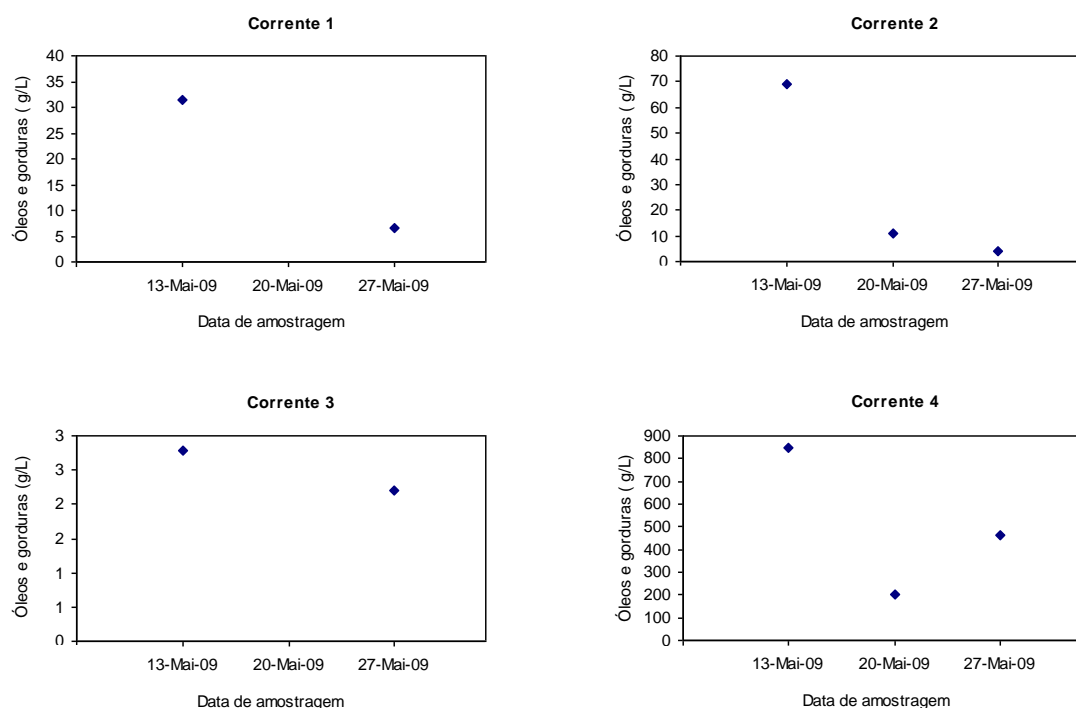 Corrente 1
40
35
30
25
20
15
10
5
0
Óleos e gorduras ( g/L)
13-Mai-09 20-Mai-09 27-Mai-09
Data de amostragem
Corrente 2
80
70
60
50
40
30
20
10
0
Óleos e gorduras ( g/L)
13-Mai-09 20-Mai-09 27-Mai-09
Data de amostragem
Corrente 3
3
3
2
2
1
1
0
Óleos e gorduras (g/L)
13-Mai-09 20-Mai-09 27-Mai-09
Data de amostragem
Corrente 4
900
800
700
600
500
400
300
200
100
0
Óleos e gorduras ( g/L)
13-Mai-09 20-Mai-09 27-Mai-09
Data de amostragem